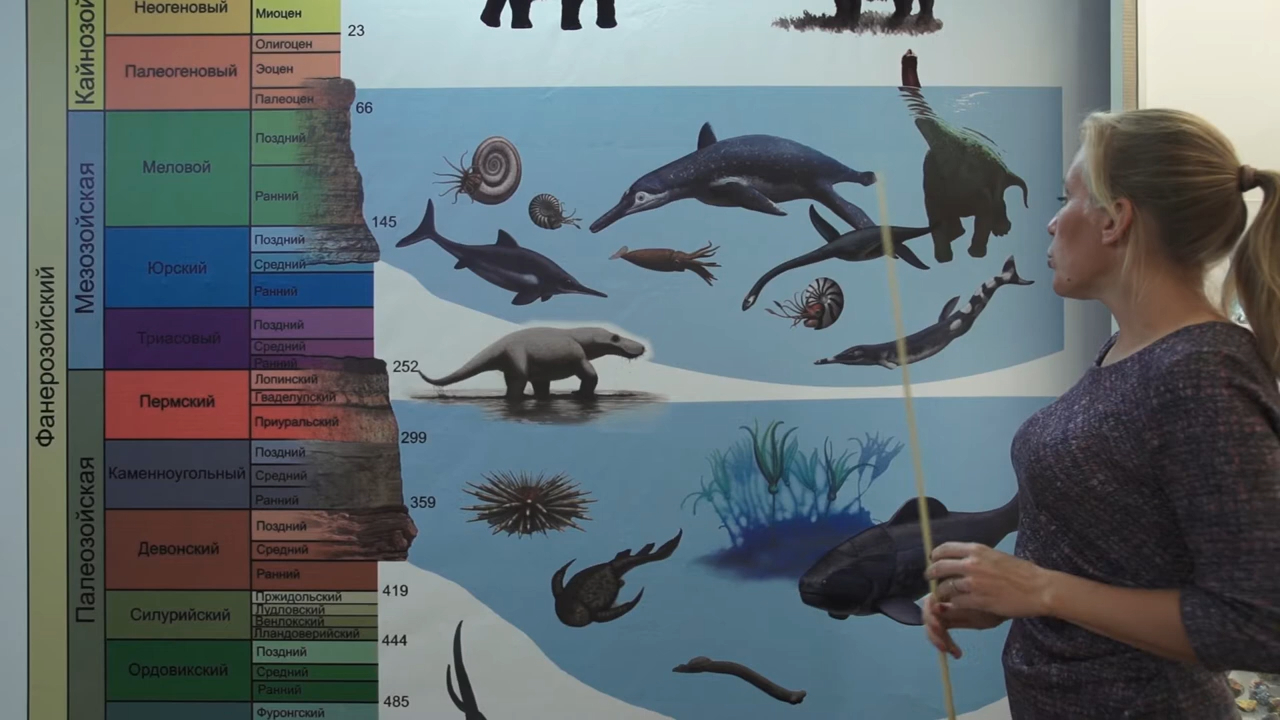 Фанерозойский
Кайнозой
Неогеновый
Миоцен
23
Палеогеновый
Олигоцен
Эоцен
Палеоцен
66
Мезозойская
Меловой
Поздний
Ранний
145
Юрский
Поздний
Средний
Ранний
Триасовый
Поздний
Средний
Ранний
252
Палеозойская
Пермский
Лопинский
Гваделупский
Приуральский
299
Каменноугольный
Поздний
Средний
Ранний
359
Девонский
Поздний
Средний
Ранний
419
Силурийский
Пржидольский
Лудловский
Венлокский
Лландоверийский
444
Ордовикский
Поздний
Средний
Ранний
485
Фуронгский